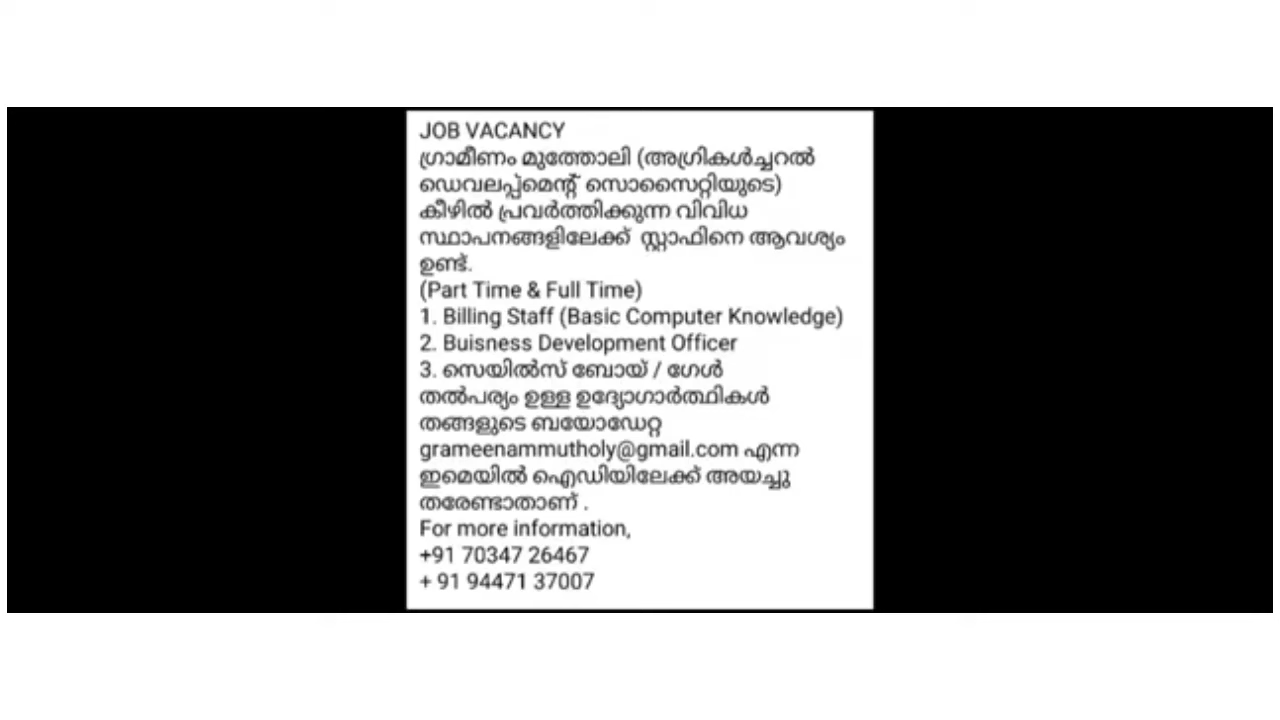 JOB VACANCY
ഗ്രാമീണം മുത്തോലി (അഗ്രികൾച്ചറൽ
ഡെവലപ്പ്മെന്റ് സൊസൈറ്റിയുടെ)
കീഴിൽ പ്രവർത്തിക്കുന്ന വിവിധ
സ്ഥാപനങ്ങളിലേക്ക് സ്റ്റാഫിനെ ആവശ്യം
ഉണ്ട്.
(Part Time & Full Time)
1. Billing Staff (Basic Computer Knowledge)
2. Buisness Development Officer
3. സെയിൽസ് ബോയ് / ഗേൾ
തൽപര്യം ഉള്ള ഉദ്യോഗാർത്ഥികൾ
തങ്ങളുടെ ബയോഡേറ്റ
grameenammutholy@gmail.com എന്ന
ഇമെയിൽ ഐഡിയിലേക്ക് അയച്ചു
തരേണ്ടാതാണ് .
For more information,
+91 70347 26467
+ 91 94471 37007